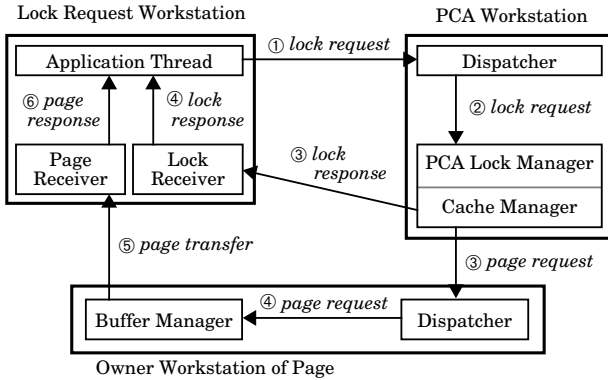 Lock Request Workstation
PCA Workstation
Application Thread
① lock request
Dispatcher
⑥ page response
④ lock response
② lock request
Page Receiver
Lock Receiver
③ lock response
PCA Lock Manager
Cache Manager
⑤ page transfer
③ page request
Buffer Manager
④ page request
Dispatcher
Owner Workstation of Page